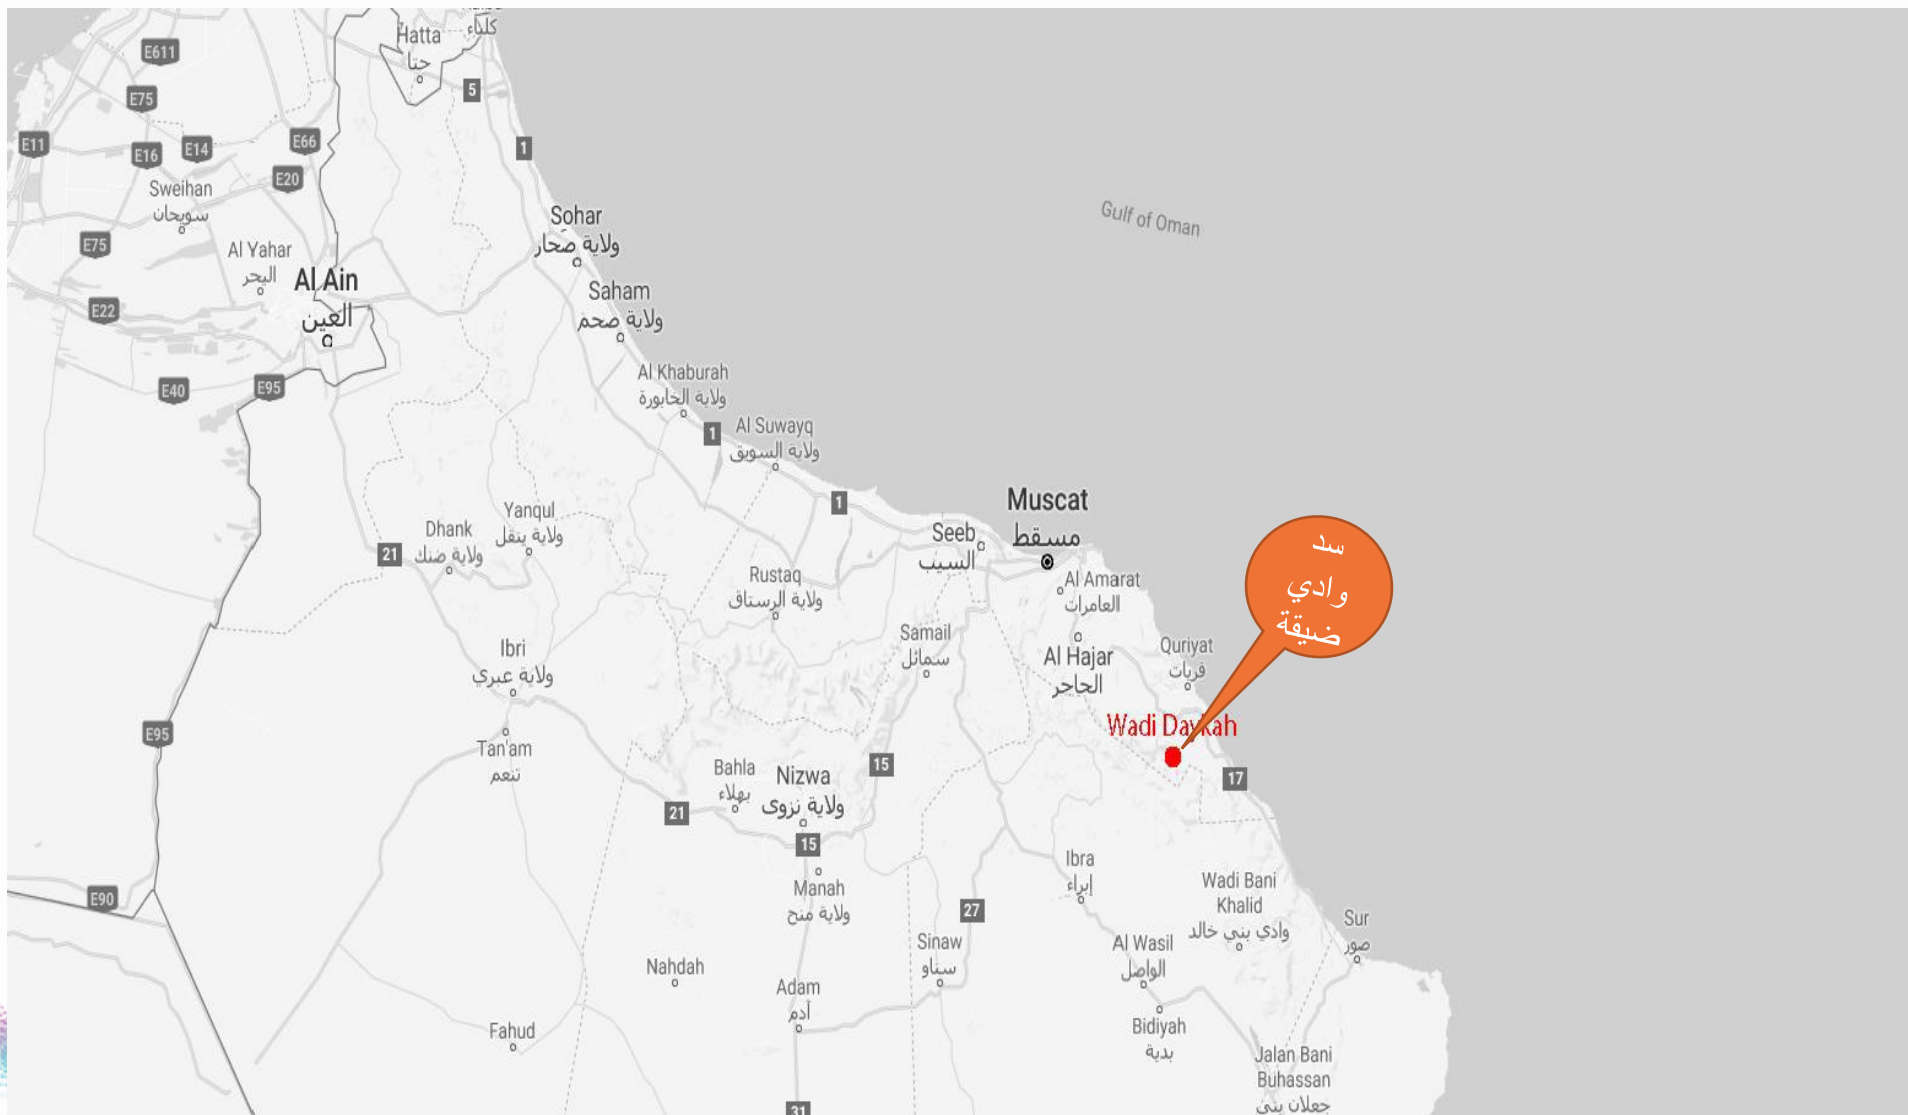 Hatta
حتا
كلباء
E611
5
E75
E11
E16
E14
E66
1
E20
Sweihan
سويحان
Gulf of Oman
Sohar
ولاية صحار
E75
Al Yahar
اليحر
Al Ain
العين
Saham
ولاية صحم
E22
Al Khaburah
ولاية الخابورة
E40
E95
1
Al Suwayq
ولاية السويق
1
Muscat
مسقط
Seeb
السيب
Yanqul
ولاية ينقل
Dhank
ولاية ضنك
21
سد
وادي
ضيقة
Rustaq
ولاية الرستاق
Al Amarat
العامرات
Samail
سمائل
Ibri
ولاية عبري
Al Hajar
الحاجر
Quriyat
قريات
Wadi Daykah
E95
Tan'am
تنعم
Bahla
بهلاء
Nizwa
ولاية نزوى
15
17
21
15
Ibra
إبراء
Manah
ولاية منح
Wadi Bani
Khalid
وادي بني خالد
E90
27
Sur
صور
Sinaw
سناو
Al Wasil
الواصل
Nahdah
Adam
أدم
Fahud
Bidiyah
بدية
Jalan Bani
Buhassan
جعلان بني
31